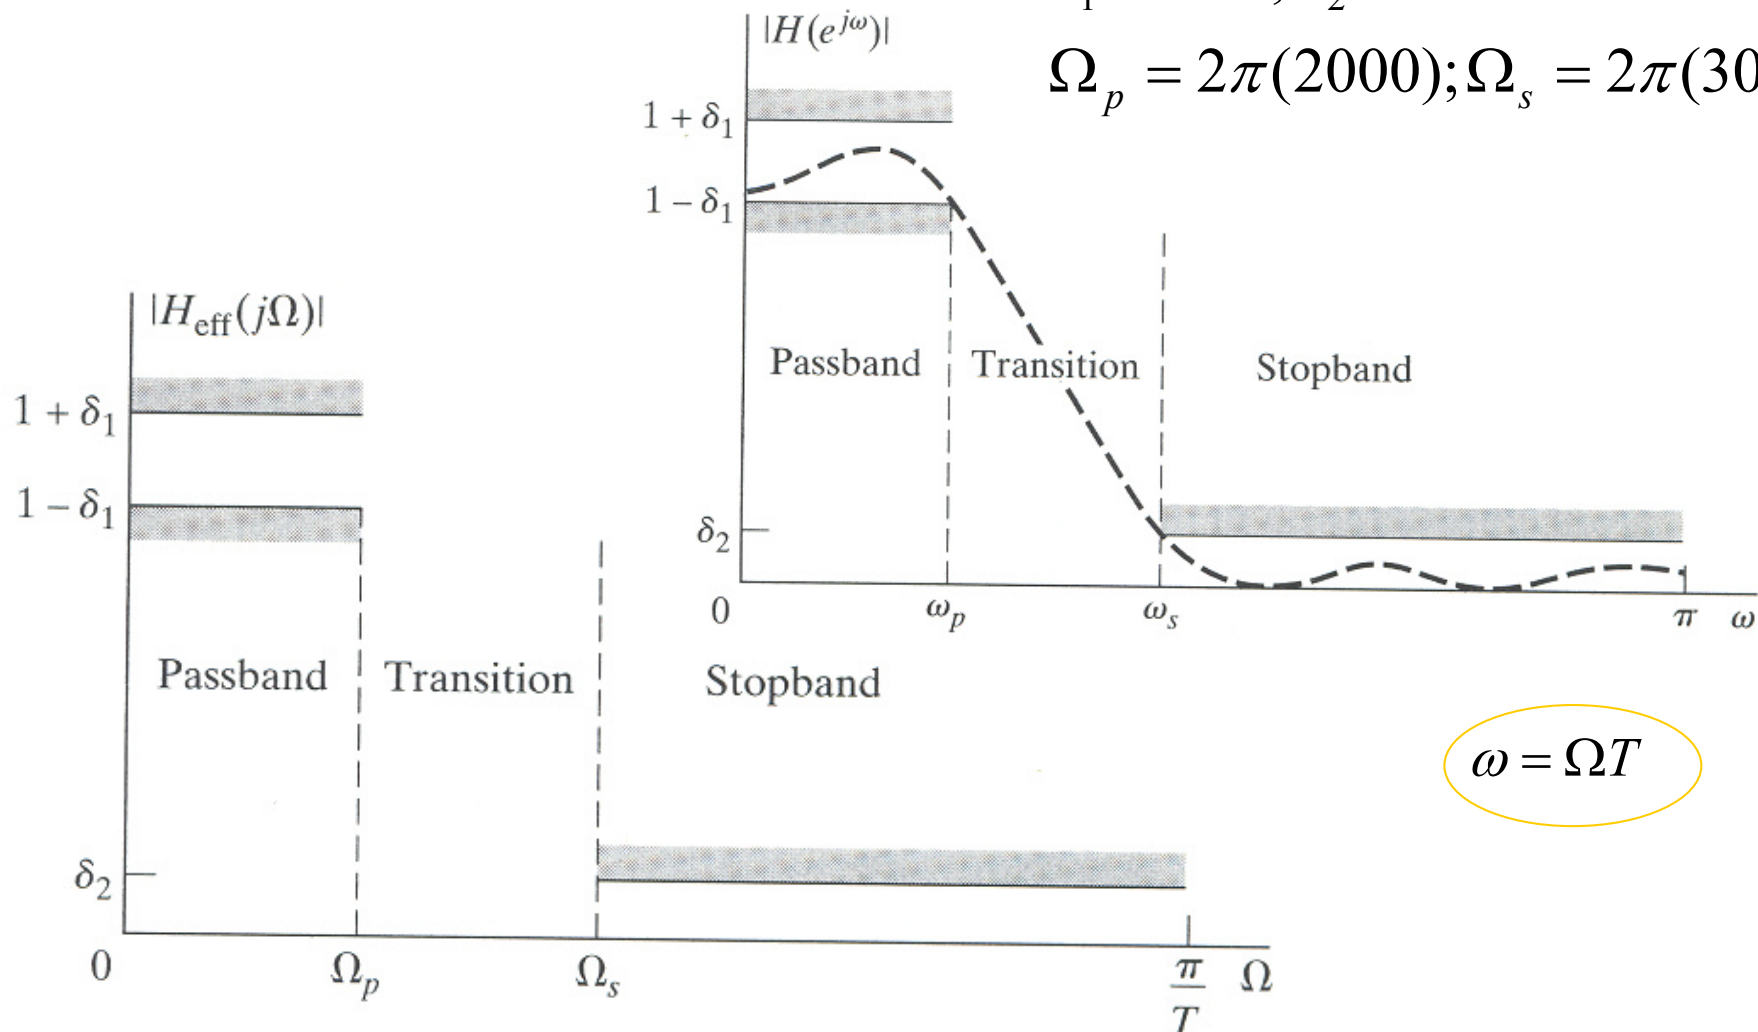 |H(e^{jω})|
Ω_p = 2π(2000); Ω_s = 2π(30
1 + δ_1
1 − δ_1
Passband Transition Stopband
δ_2
0 ω_p ω_s π ω
|H_eff(jΩ)|
1 + δ_1
1 − δ_1
Passband Transition Stopband
ω = ΩT
δ_2
0 Ω_p Ω_s π/T Ω